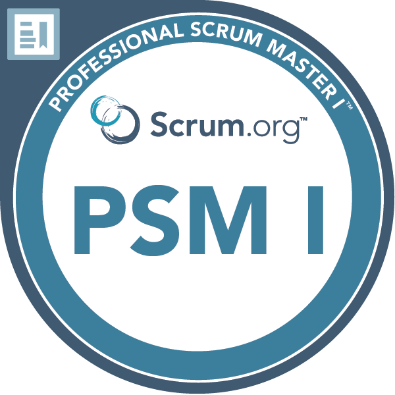 PROFESSIONAL SCRUM MASTER I™
Scrum.org™
PSM I